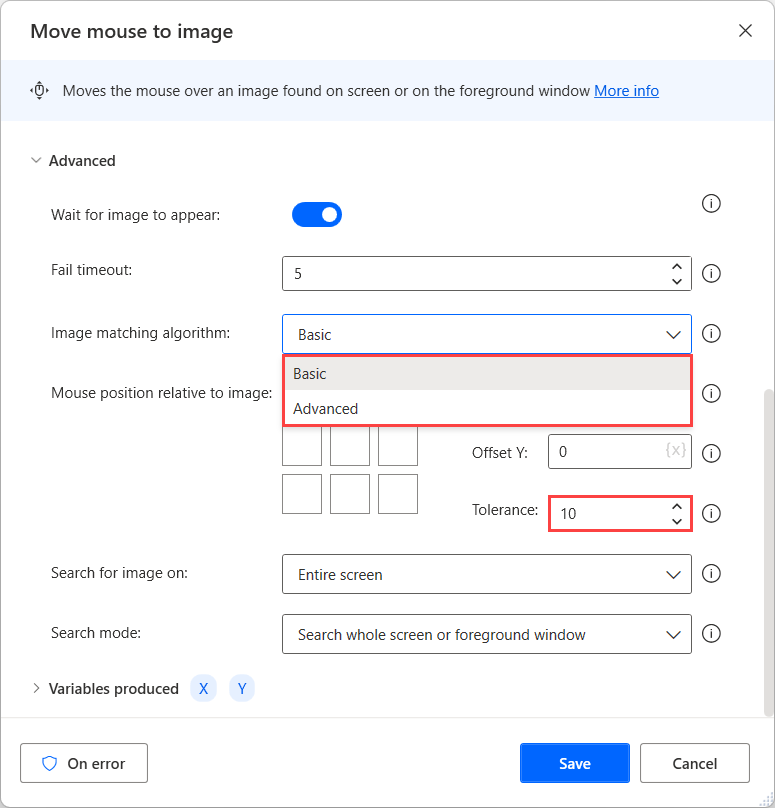 Move mouse to image
Moves the mouse over an image found on screen or on the foreground window More info
Advanced
Wait for image to appear:
Fail timeout: 5
Image matching algorithm: Basic
Basic
Mouse position relative to image:
Advanced
Offset Y: 0 {x}
Tolerance: 10
Search for image on: Entire screen
Search mode: Search whole screen or foreground window
Variables produced X Y
On error Save Cancel